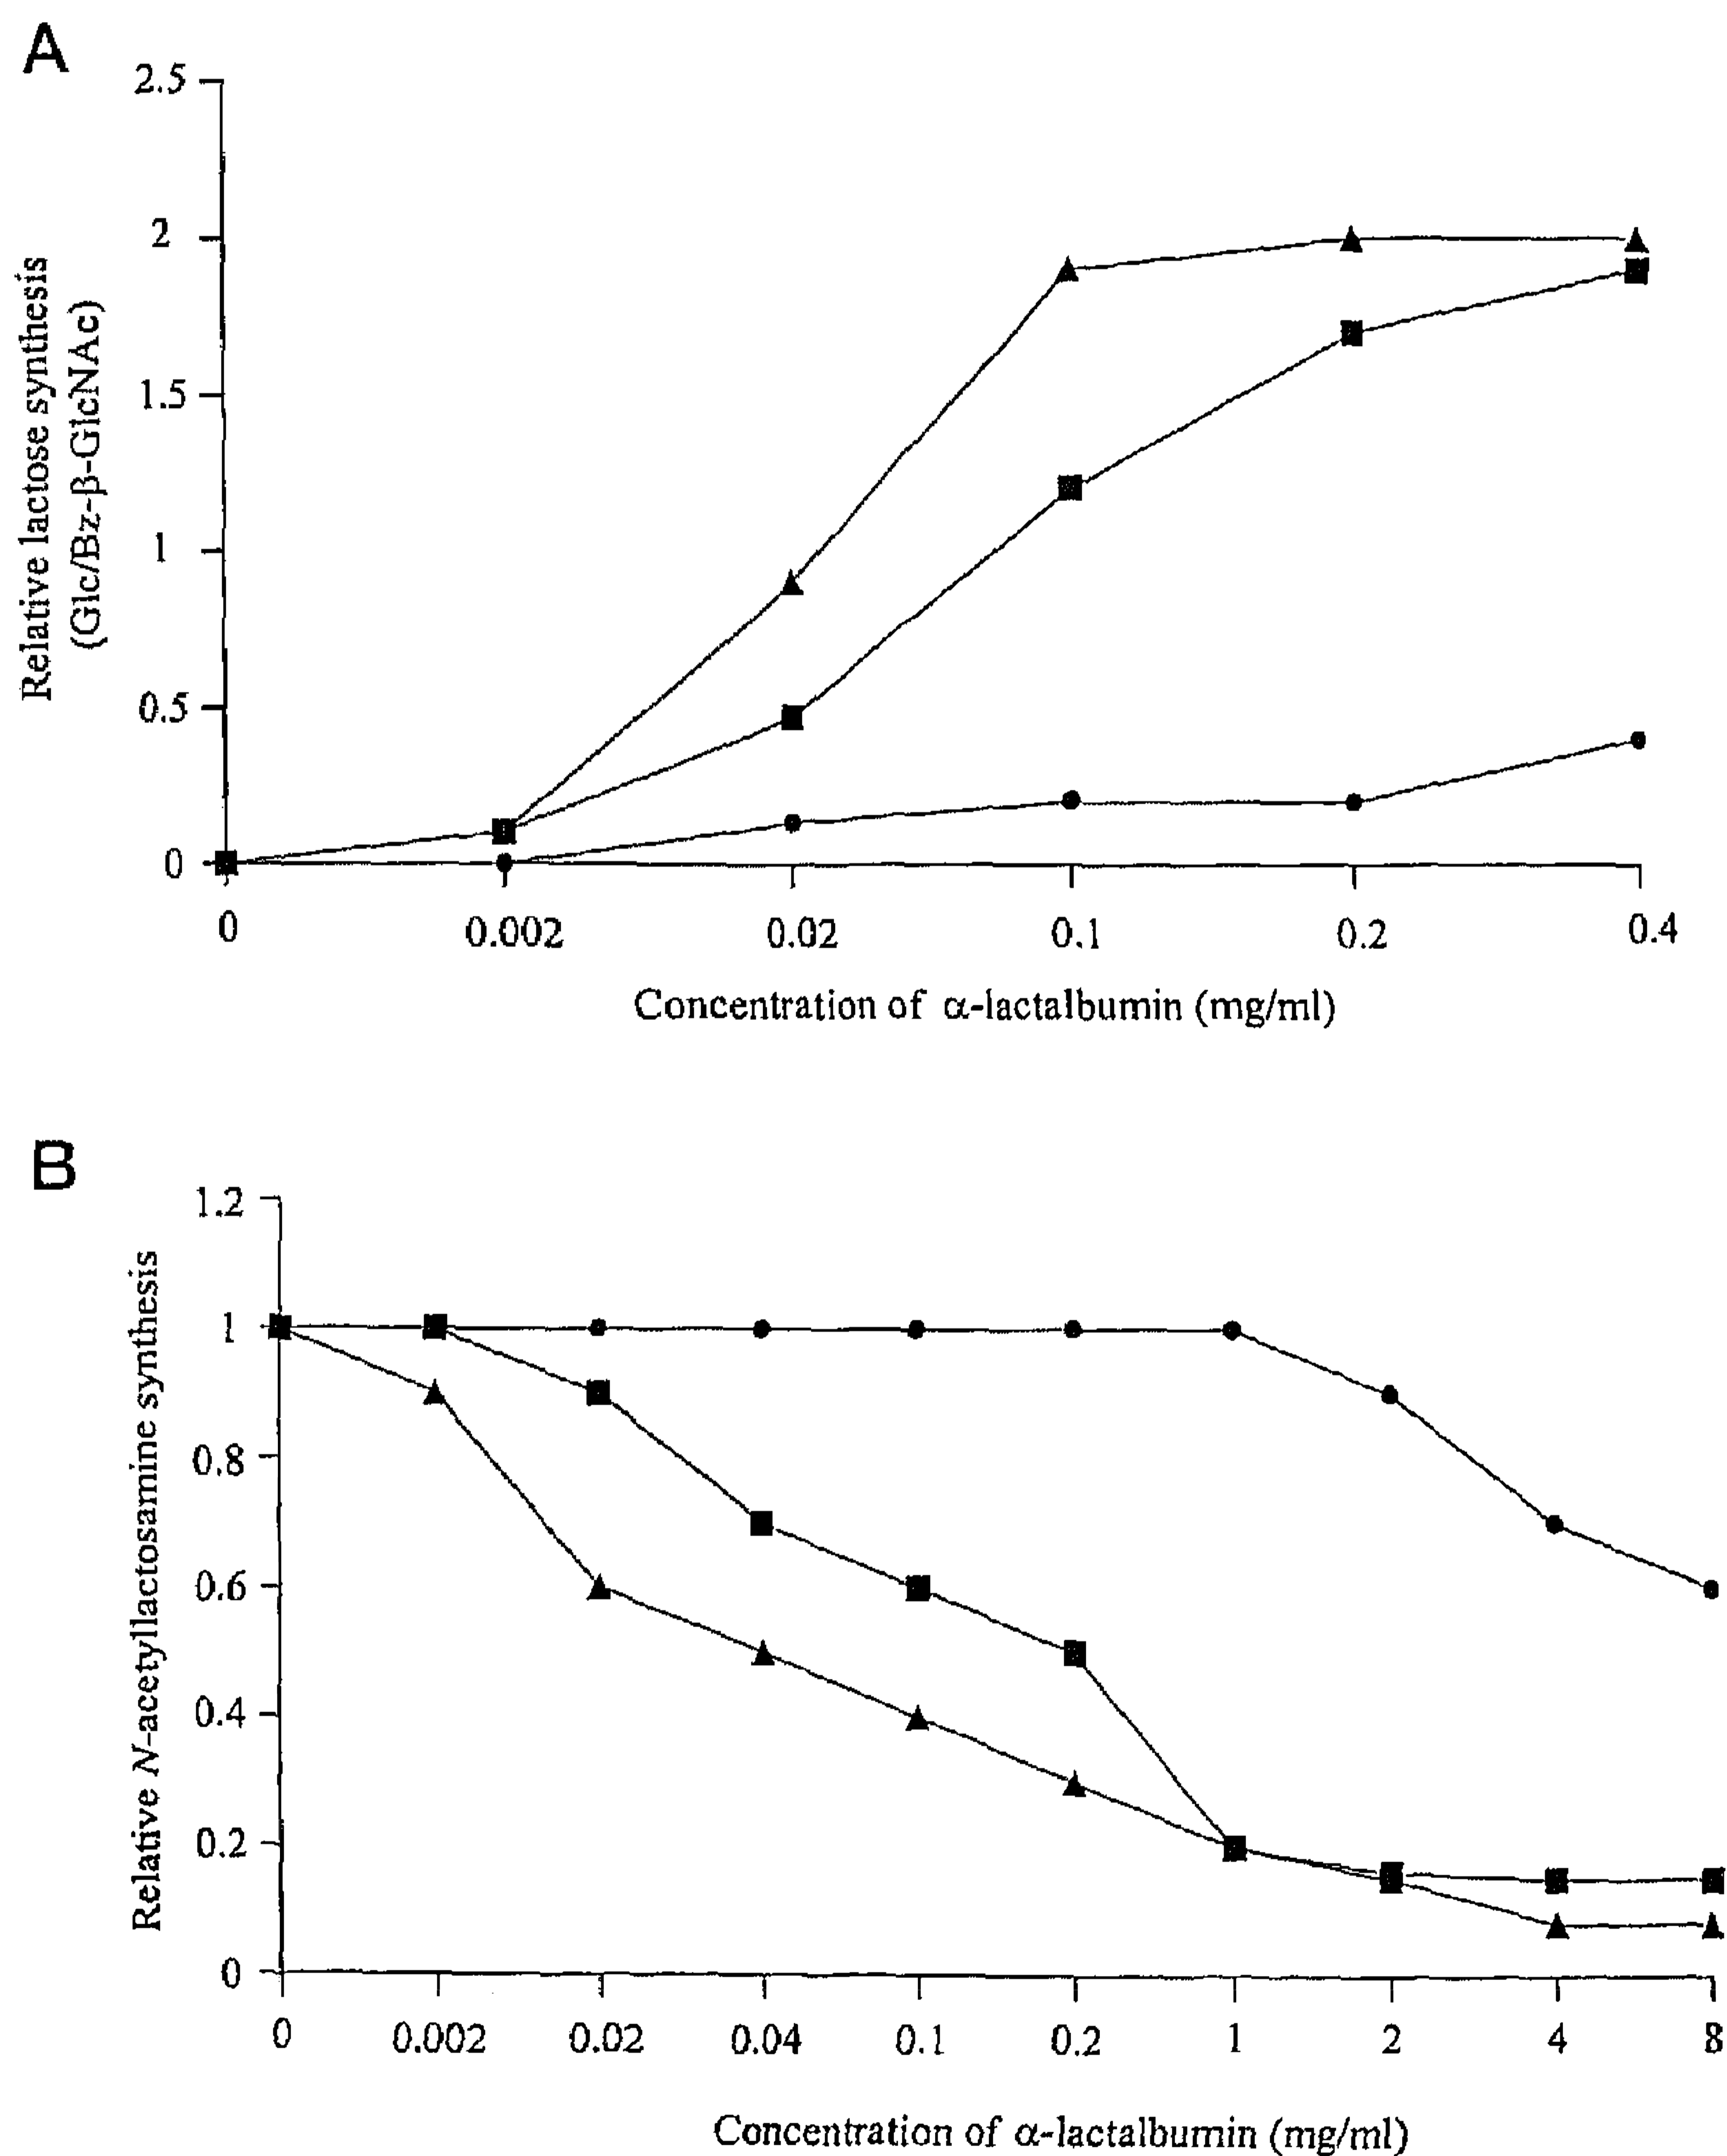 A
2.5
2
1.5
1
0.5
0
Relative lactose synthesis
(Glc/Bz-β-GlcNAc)
0 0.002 0.02 0.1 0.2 0.4
Concentration of α-lactalbumin (mg/ml)
B
1.2
1
0.8
0.6
0.4
0.2
0
Relative N-acetyllactosamine synthesis
0 0.002 0.02 0.04 0.1 0.2 1 2 4 8
Concentration of α-lactalbumin (mg/ml)